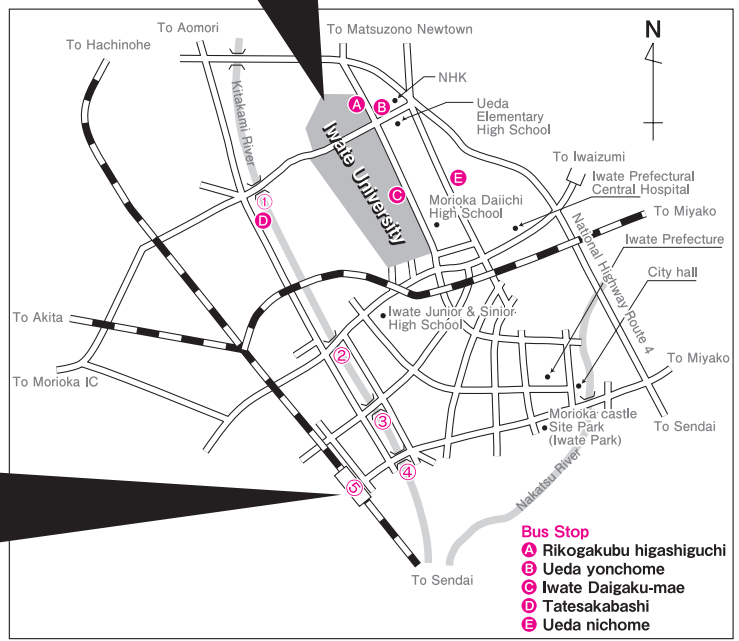 To Aomori
To Matsuzono Newtown
To Hachinohe
N
NHK
Kitakami River
A
B
Ueda
Elementary
High School
Iwate University
To Iwaizumi
E
Iwate Prefectural
Central Hospital
C
①
D
Morioka Daiichi
High School
To Miyako
National Highway Route 4
Iwate Prefecture
City hall
To Akita
Iwate Junior & Sinior
High School
②
To Miyako
To Morioka IC
③
Morioka castle
Site Park
(Iwate Park)
To Sendai
④
⑤
Nakatsu River
To Sendai
Bus Stop
A Rikogakubu higashiguchi
B Ueda yonchome
C Iwate Daigaku-mae
D Tatesakabashi
E Ueda nichome